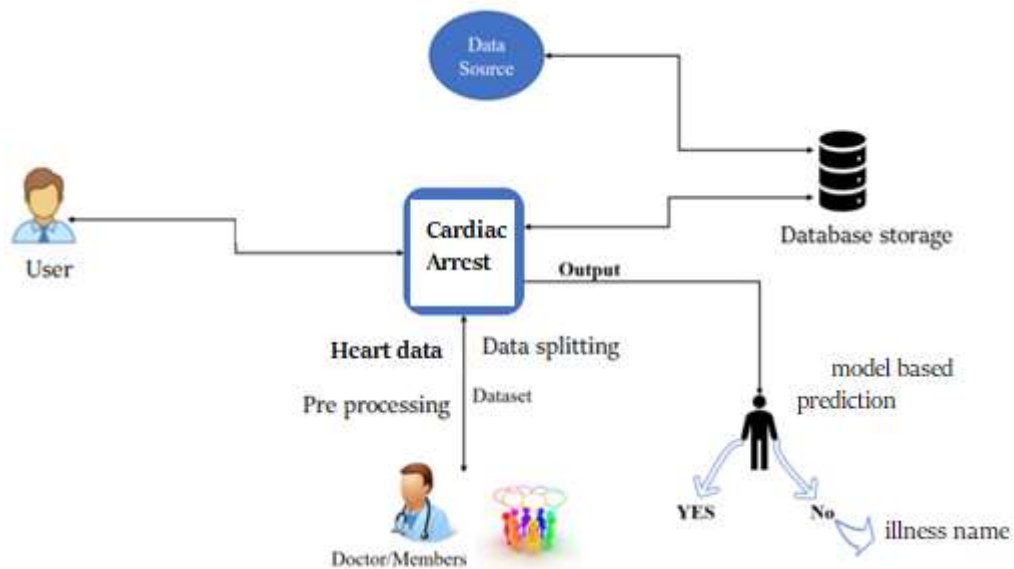 Data
Source
Database storage
User
Cardiac
Arrest
Output
Heart data
Data splitting
Pre processing
Dataset
model based
prediction
YES
No
illness name
Doctor/Members